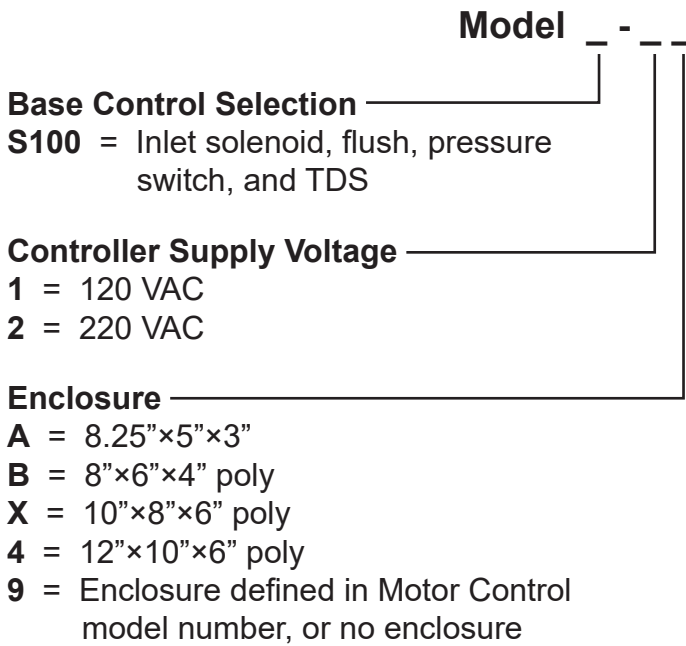 Model _ - _ _
Base Control Selection
S100 = Inlet solenoid, flush, pressure
switch, and TDS
Controller Supply Voltage
1 = 120 VAC
2 = 220 VAC
Enclosure
A = 8.25”×5”×3”
B = 8”×6”×4” poly
X = 10”×8”×6” poly
4 = 12”×10”×6” poly
9 = Enclosure defined in Motor Control
model number, or no enclosure